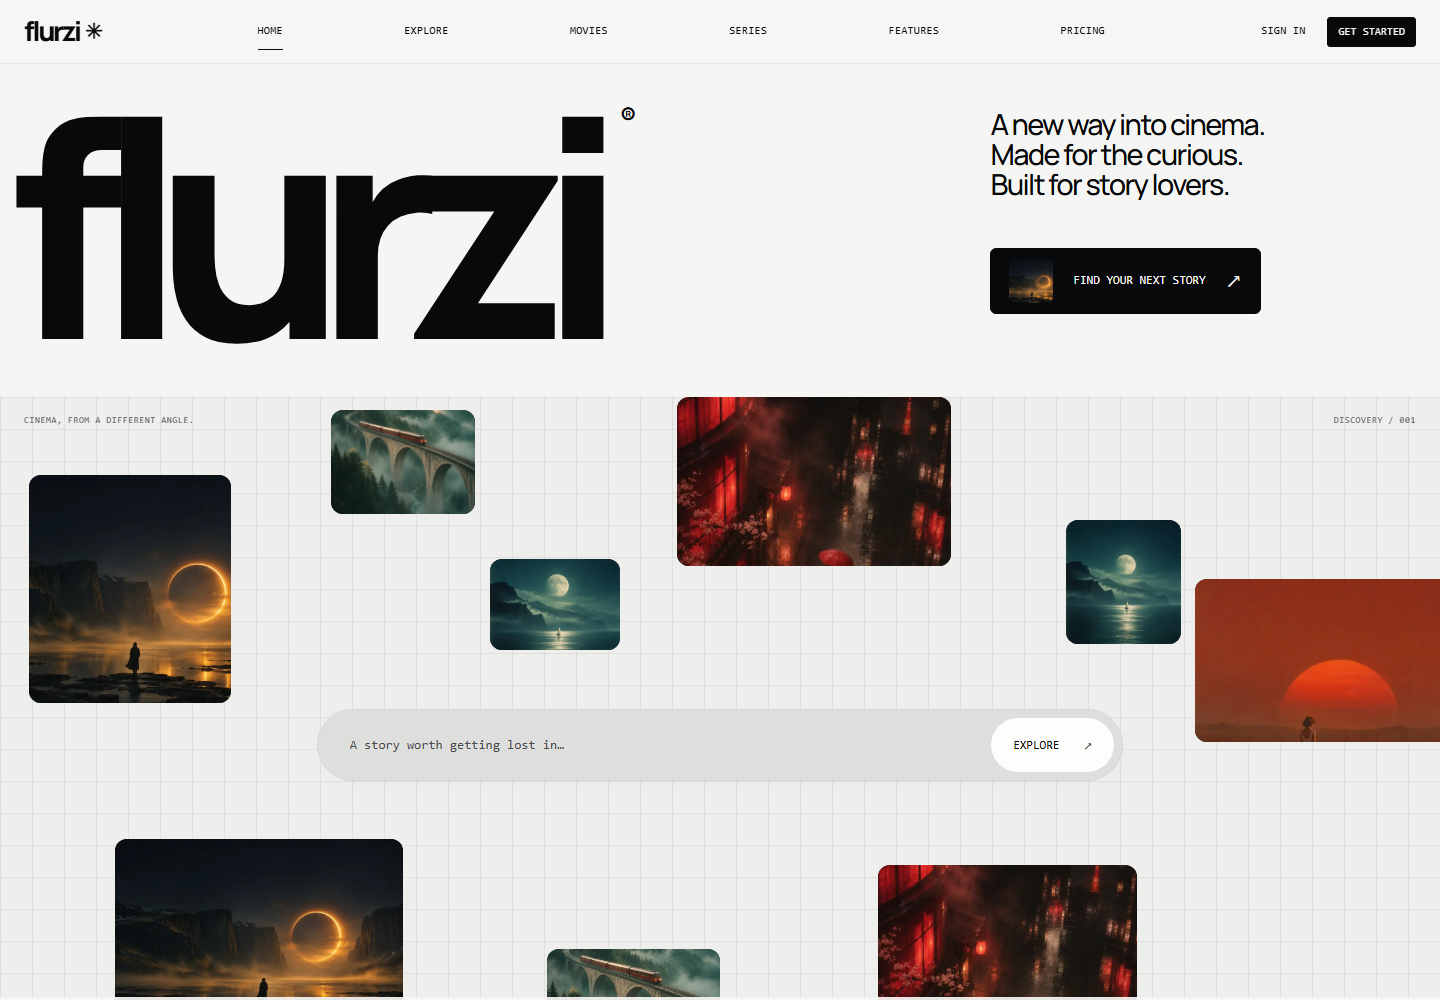 flurzi
HOME
EXPLORE
MOVIES
SERIES
FEATURES
PRICING
SIGN IN
GET STARTED
flurzi®
A new way into cinema.
Made for the curious.
Built for story lovers.
FIND YOUR NEXT STORY ↗
CINEMA, FROM A DIFFERENT ANGLE.
DISCOVERY / 001
A story worth getting lost in…
EXPLORE ↗